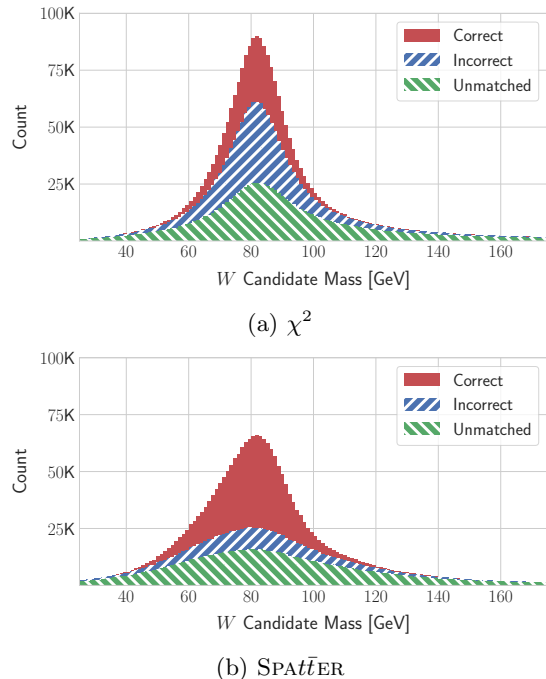 100K
75K
50K
25K
Count
Correct
Incorrect
Unmatched
40 60 80 100 120 140 160
W Candidate Mass [GeV]
(a) χ²
100K
75K
50K
25K
Count
Correct
Incorrect
Unmatched
40 60 80 100 120 140 160
W Candidate Mass [GeV]
(b) SPAtt̄ER